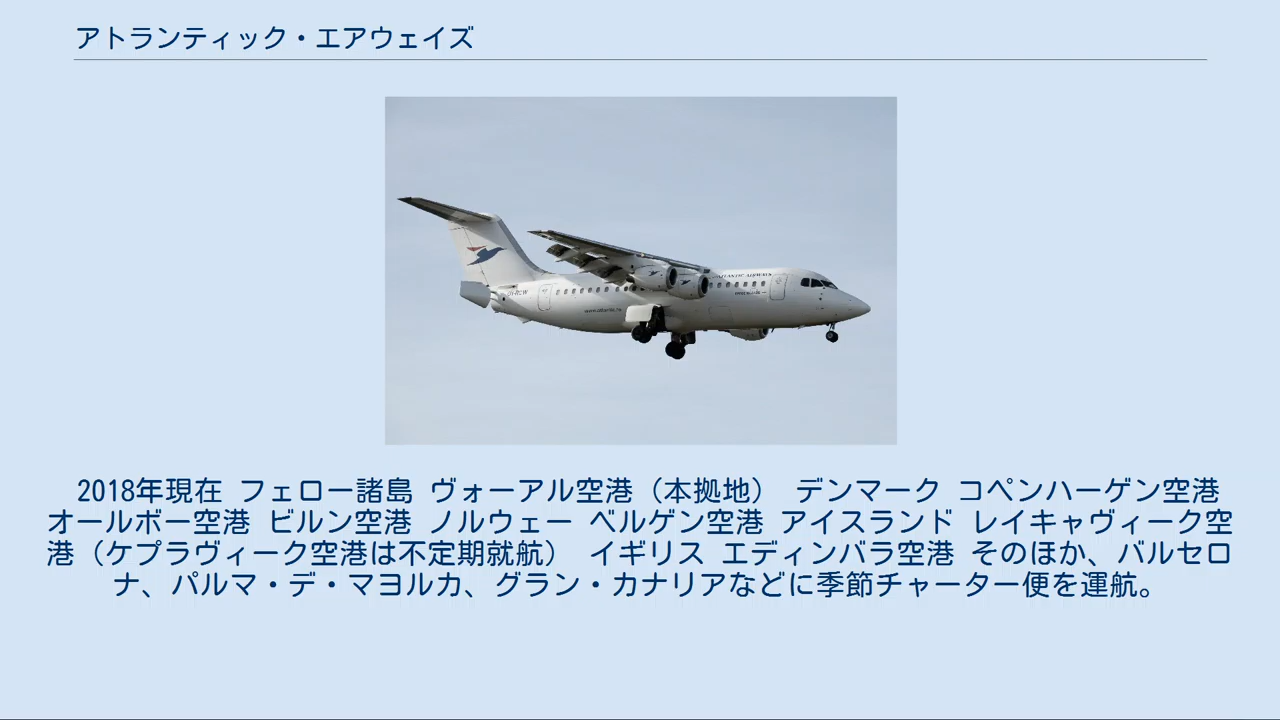 アトランティック・エアウェイズ
2018年現在 フェロー諸島 ヴォーアル空港（本拠地） デンマーク コペンハーゲン空港
オールボー空港 ビルン空港 ノルウェー ベルゲン空港 アイスランド レイキャヴィーク空
港（ケプラヴィーク空港は不定期就航） イギリス エディンバラ空港 そのほか、バルセロ
ナ、パルマ・デ・マヨルカ、グラン・カナリアなどに季節チャーター便を運航。